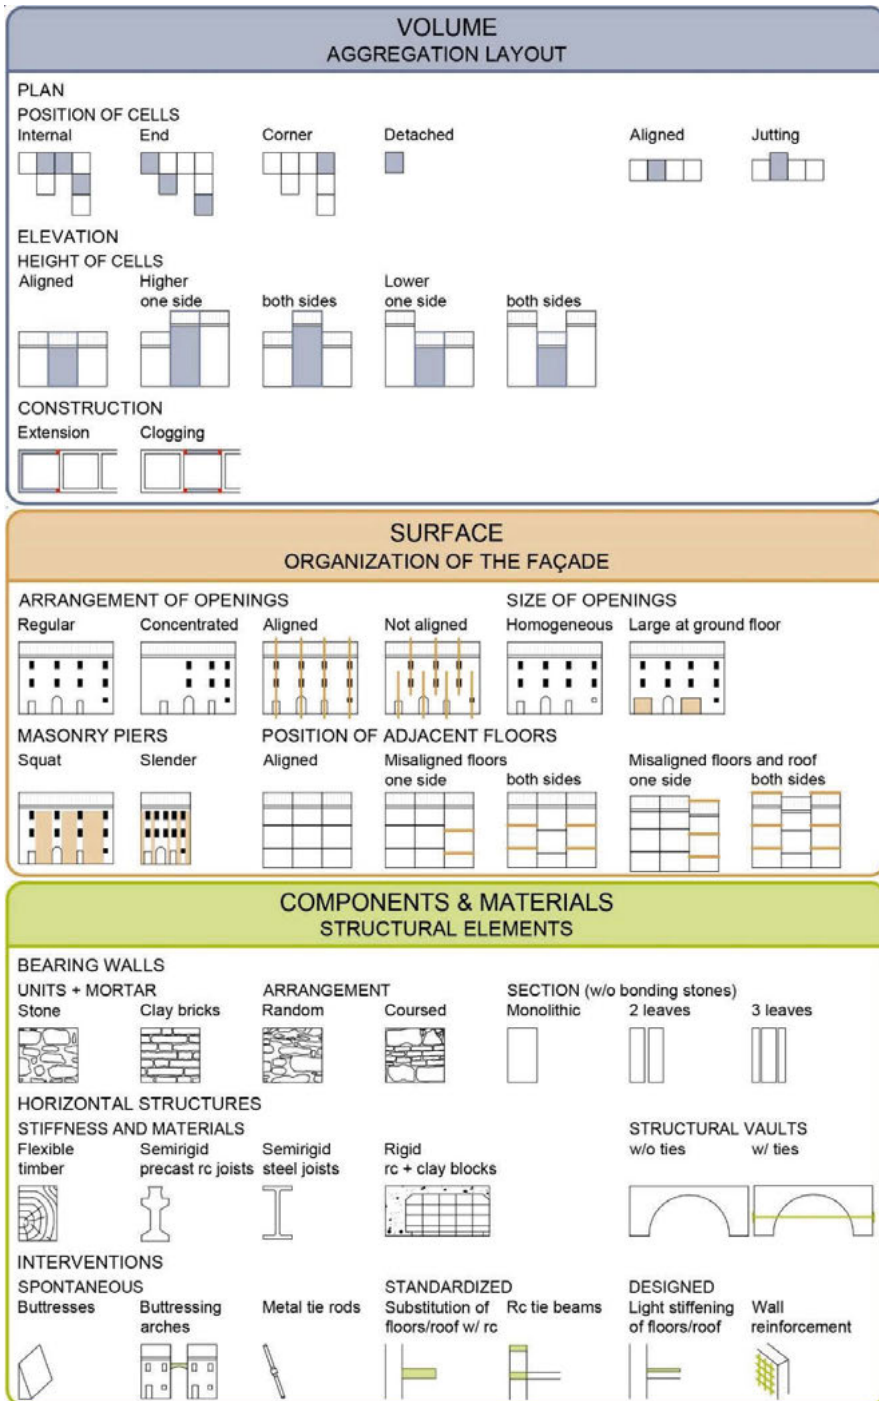 VOLUME
AGGREGATION LAYOUT
PLAN
POSITION OF CELLS
Internal End Corner Detached Aligned Jutting
ELEVATION
HEIGHT OF CELLS
Aligned Higher Lower
one side both sides one side both sides
CONSTRUCTION
Extension Clogging
SURFACE
ORGANIZATION OF THE FAÇADE
ARRANGEMENT OF OPENINGS SIZE OF OPENINGS
Regular Concentrated Aligned Not aligned Homogeneous Large at ground floor
MASONRY PIERS POSITION OF ADJACENT FLOORS
Squat Slender Aligned Misaligned floors Misaligned floors and roof
one side both sides one side both sides
COMPONENTS & MATERIALS
STRUCTURAL ELEMENTS
BEARING WALLS
UNITS + MORTAR ARRANGEMENT SECTION (w/o bonding stones)
Stone Clay bricks Random Coursed Monolithic 2 leaves 3 leaves
HORIZONTAL STRUCTURES
STIFFNESS AND MATERIALS STRUCTURAL VAULTS
Flexible Semirigid Semirigid Rigid w/o ties w/ ties
timber precast rc joists steel joists rc + clay blocks
INTERVENTIONS
SPONTANEOUS STANDARDIZED DESIGNED
Buttresses Buttressing Metal tie rods Substitution of Rc tie beams Light stiffening Wall
arches floors/roof w/ rc of floors/roof reinforcement